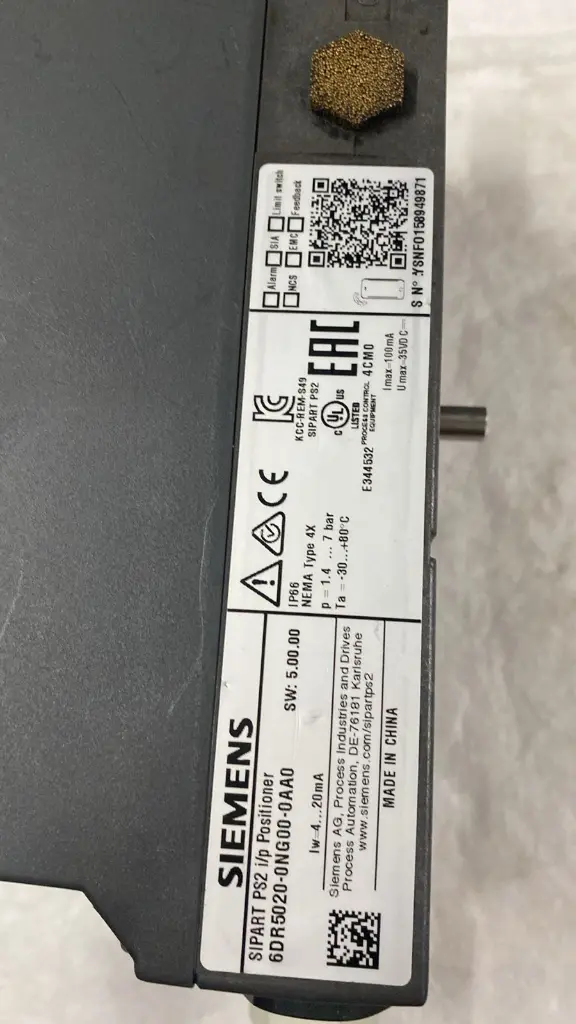 SIEMENS
SIPART PS2 i/p Positioner
6DR5020-0NG00-0AA0
SW: 5.00.00
Iw=4...20mA
Siemens AG, Process Industries and Drives
Process Automation, DE-76181 Karlsruhe
www.siemens.com/sipartps2
MADE IN CHINA
CE
IP66
NEMA Type 4X
p = 1.4 ... 7 bar
Ta = -30...+80°C
KCC-REM-S49
SIPART PS2
EAC
C UL US
LISTED
PROCESS CONTROL
EQUIPMENT
E344532
4CM0
Imax=100mA
Umax=35VDC
Alarm
SIA
Limit switch
NCS
EMC
Feedback
S N° :YSNF0158949871